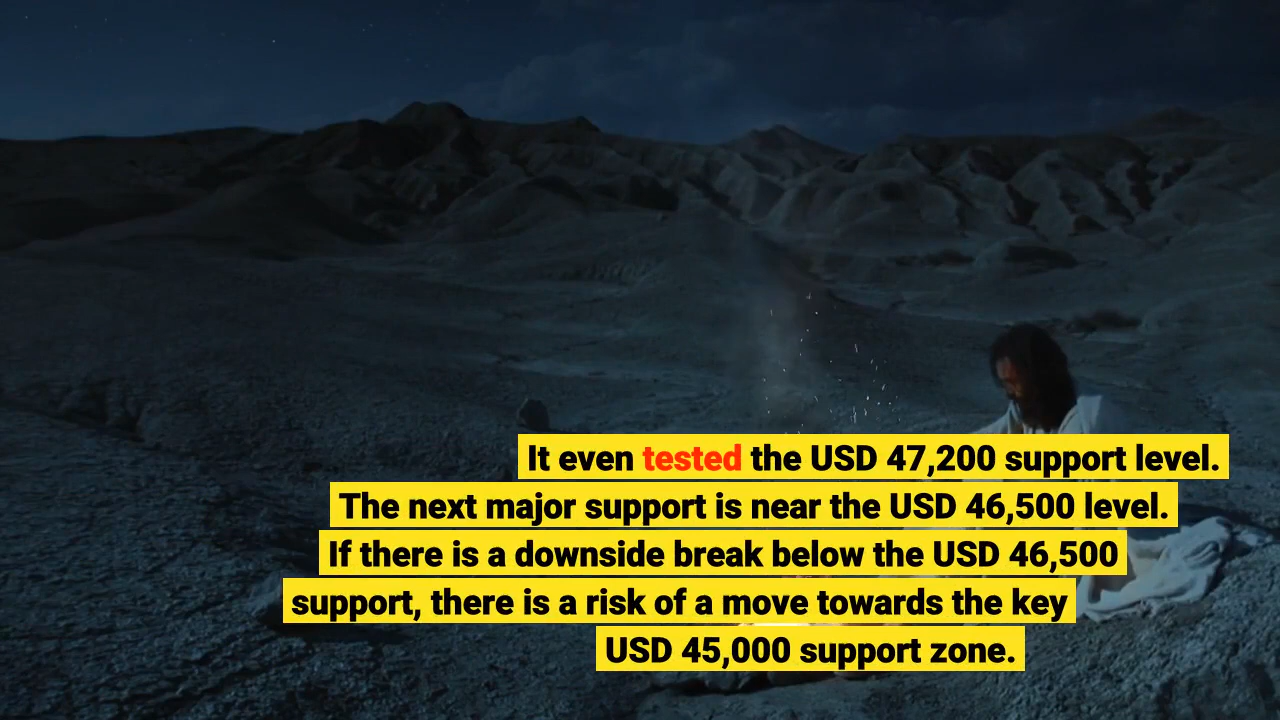 It even tested the USD 47,200 support level.
The next major support is near the USD 46,500 level.
If there is a downside break below the USD 46,500
support, there is a risk of a move towards the key
USD 45,000 support zone.